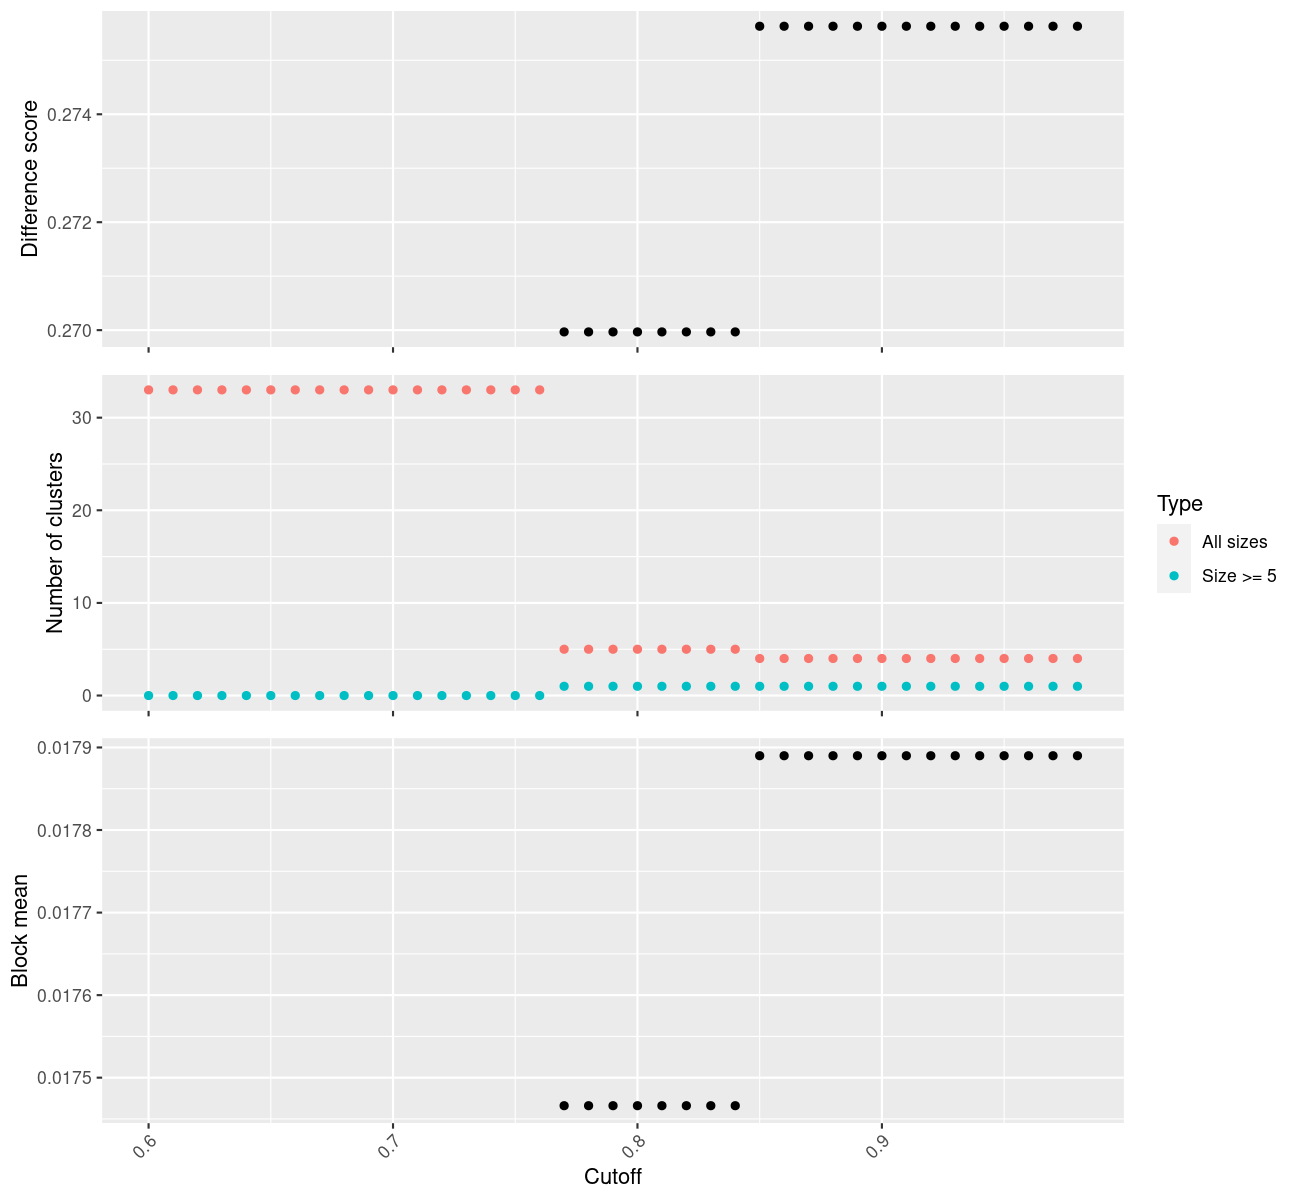 Difference score
0.274
0.272
0.270
Number of clusters
30
20
10
0
Type
All sizes
Size >= 5
Block mean
0.0179
0.0178
0.0177
0.0176
0.0175
0.6 0.7 0.8 0.9
Cutoff